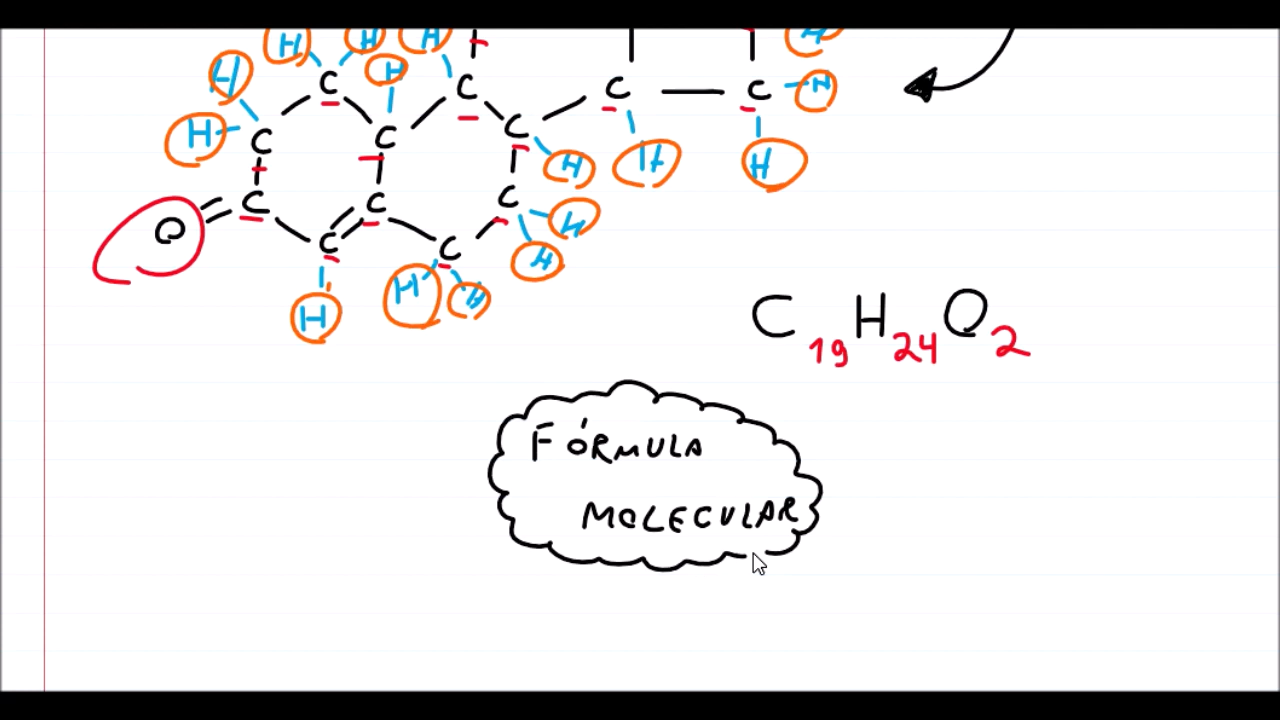 H H H H
H C H C C C H
H C C C H H H
O C C C H
C C H
H H H
H
C19H24O2
FÓRMULA
MOLECULAR